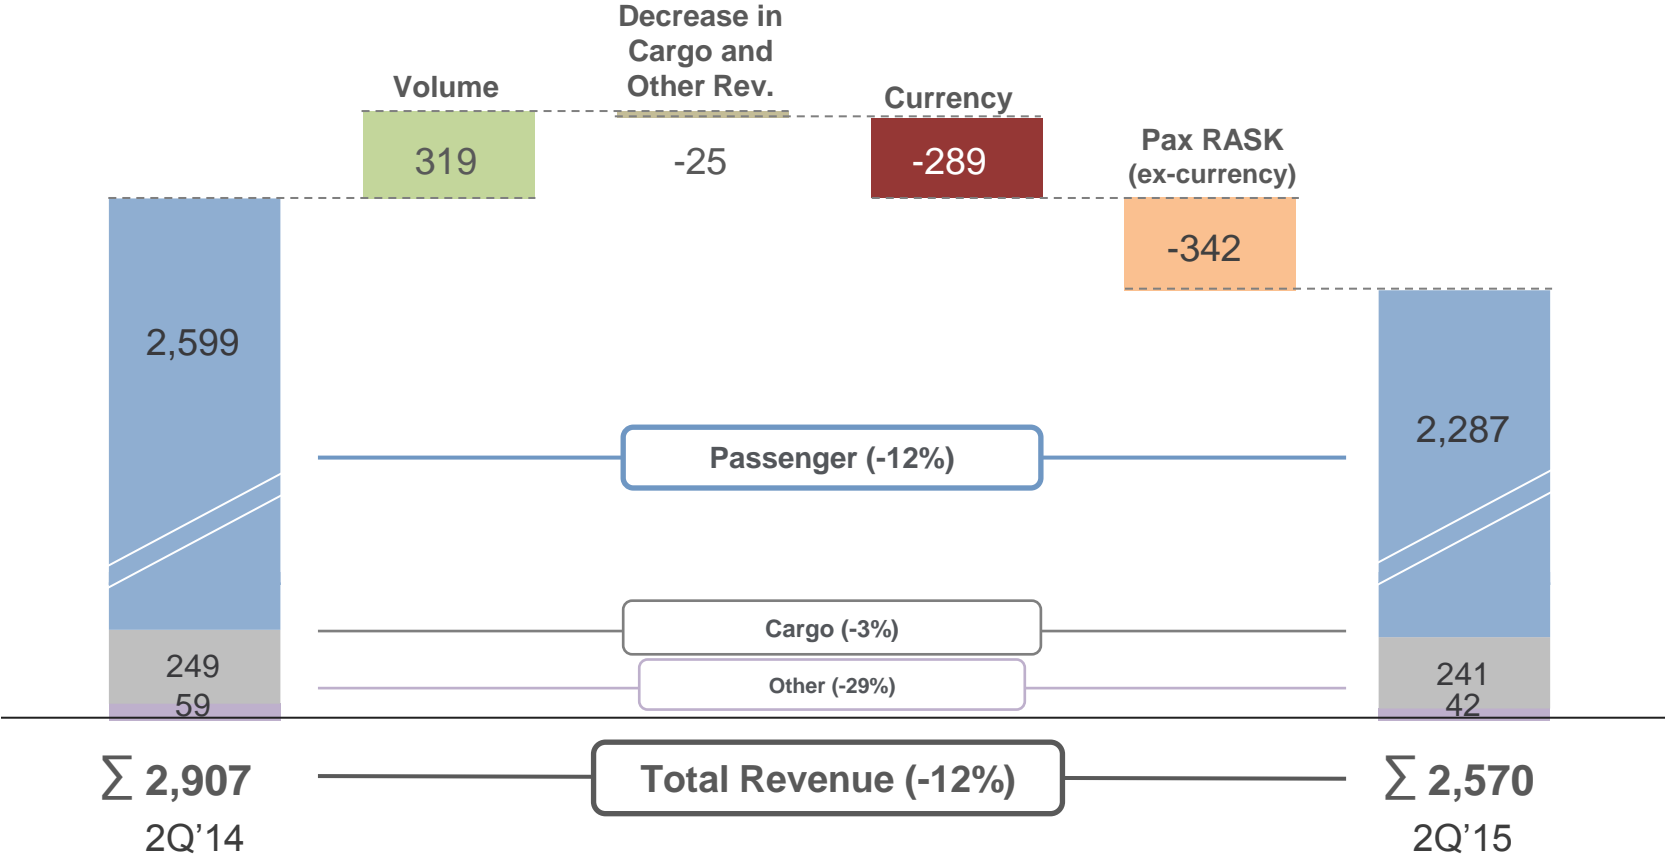 Decrease in
Cargo and
Other Rev.
Volume
Currency
Pax RASK
(ex-currency)
319
-25
-289
-342
2,599
2,287
Passenger (-12%)
Cargo (-3%)
249
241
Other (-29%)
59
42
∑ 2,907
Total Revenue (-12%)
∑ 2,570
2Q’14
2Q’15